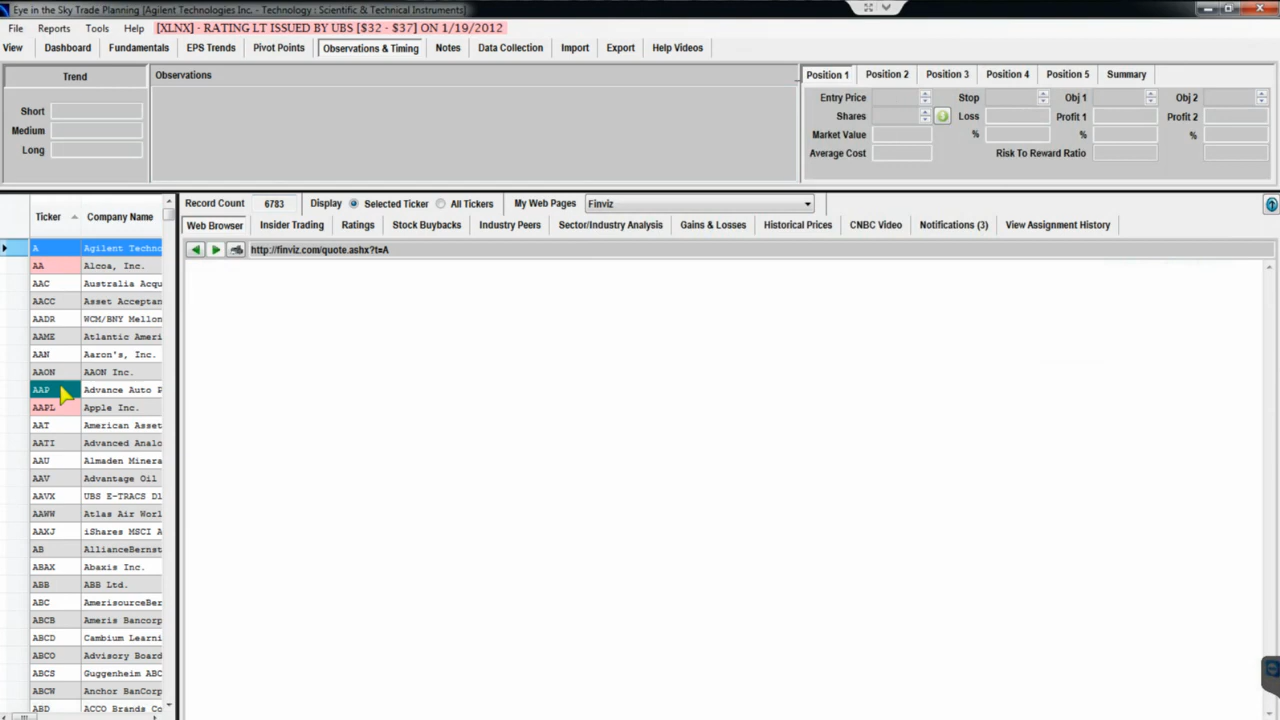 Eye in the Sky Trade Planning [Agilent Technologies Inc. - Technology : Scientific & Technical Instruments]
File Reports Tools Help [XLNX] - RATING LT ISSUED BY UBS [$32 - $37] ON 1/19/2012
View Dashboard Fundamentals EPS Trends Pivot Points Observations & Timing Notes Data Collection Import Export Help Videos
Trend Observations Position 1 Position 2 Position 3 Position 4 Position 5 Summary
Entry Price Stop Obj 1 Obj 2
Short
Shares Loss Profit 1 Profit 2
Medium
Market Value % % %
Long
Average Cost Risk To Reward Ratio
Record Count 6783 Display Selected Ticker All Tickers My Web Pages Finviz
Ticker Company Name
Web Browser Insider Trading Ratings Stock Buybacks Industry Peers Sector/Industry Analysis Gains & Losses Historical Prices CNBC Video Notifications (3) View Assignment History
http://finviz.com/quote.ashx?t=A
A Agilent Techno
AA Alcoa, Inc.
AAC Australia Acqu
AACC Asset Acceptan
AADR WCM/BNY Mellon
AAME Atlantic Ameri
AAN Aaron's, Inc.
AAON AAON Inc.
AAP Advance Auto P
AAPL Apple Inc.
AAT American Asset
AATI Advanced Analo
AAU Almaden Minera
AAV Advantage Oil
AAVX UBS E-TRACS Dl
AAWW Atlas Air Worl
AAXJ iShares MSCI A
AB AllianceBernst
ABAX Abaxis Inc.
ABB ABB Ltd.
ABC AmerisourceBer
ABCB Ameris Bancorp
ABCD Cambium Learni
ABCO Advisory Board
ABCS Guggenheim ABC
ABCW Anchor BanCorp
ABD ACCO Brands Co